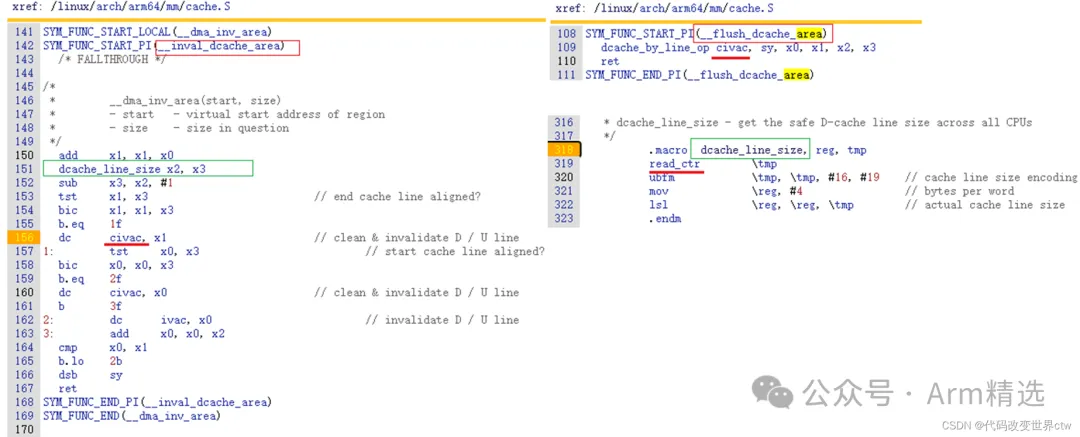 xref: /linux/arch/arm64/mm/cache.S
141 SYM_FUNC_START_LOCAL(__dma_inv_area)
142 SYM_FUNC_START_PI(__inval_dcache_area)
143 /* FALLTHROUGH */
144
145 /*
146 * __dma_inv_area(start, size)
147 * - start - virtual start address of region
148 * - size - size in question
149 */
150 add x1, x1, x0
151 dcache_line_size x2, x3
152 sub x3, x2, #1
153 tst x1, x3 // end cache line aligned?
154 bic x1, x1, x3
155 b.eq 1f
156 dc civac, x1 // clean & invalidate D / U line
157 1: tst x0, x3 // start cache line aligned?
158 bic x0, x0, x3
159 b.eq 2f
160 dc civac, x0 // clean & invalidate D / U line
161 b 3f
162 2: dc ivac, x0 // invalidate D / U line
163 3: add x0, x0, x2
164 cmp x0, x1
165 b.lo 2b
166 dsb sy
167 ret
168 SYM_FUNC_END_PI(__inval_dcache_area)
169 SYM_FUNC_END(__dma_inv_area)
170
xref: /linux/arch/arm64/mm/cache.S
108 SYM_FUNC_START_PI(__flush_dcache_area)
109 dcache_by_line_op civac, sy, x0, x1, x2, x3
110 ret
111 SYM_FUNC_END_PI(__flush_dcache_area)
316 * dcache_line_size - get the safe D-cache line size across all CPUs
317 */
318 .macro dcache_line_size, reg, tmp
319 read_ctr \tmp
320 ubfm \tmp, \tmp, #16, #19 // cache line size encoding
321 mov \reg, #4 // bytes per word
322 lsl \reg, \reg, \tmp // actual cache line size
323 .endm
公众号 · Arm精选
CSDN @代码改变世界ctw